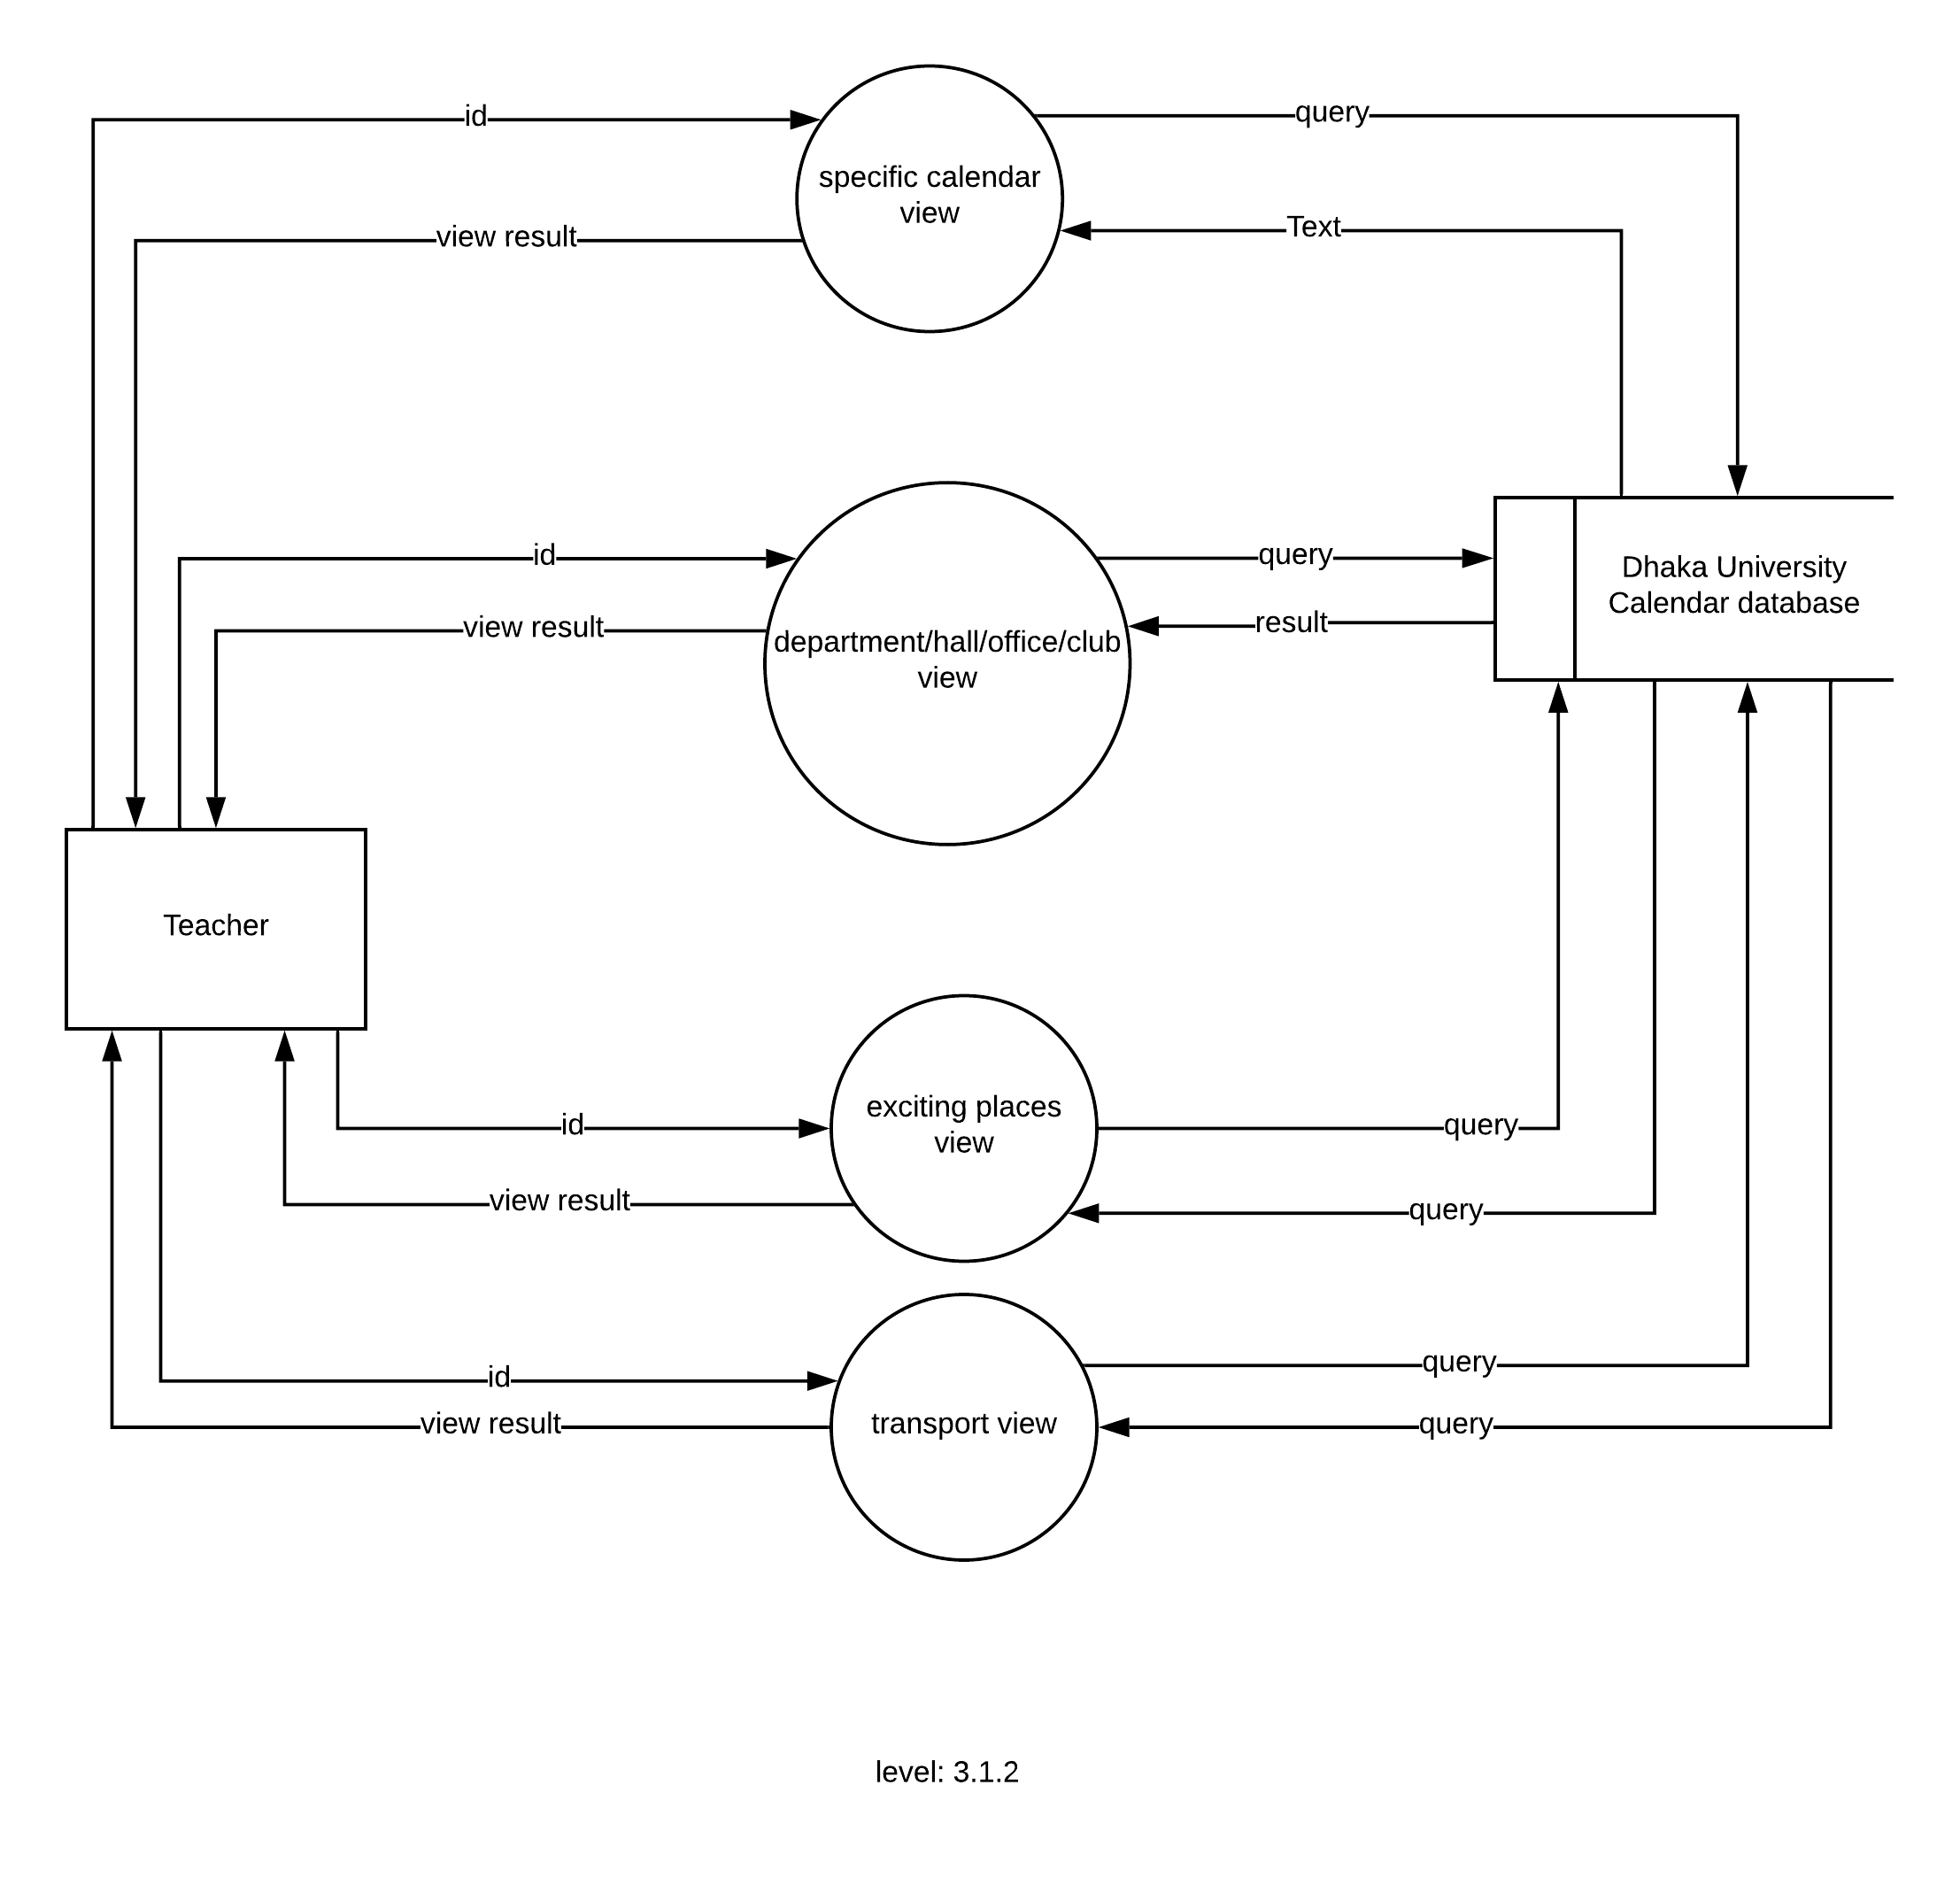 id
query
specific calendar
view
Text
view result
id
query
Dhaka University
Calendar database
result
view result
department/hall/office/club
view
Teacher
exciting places
view
id
query
view result
query
query
id
transport view
view result
query
level: 3.1.2